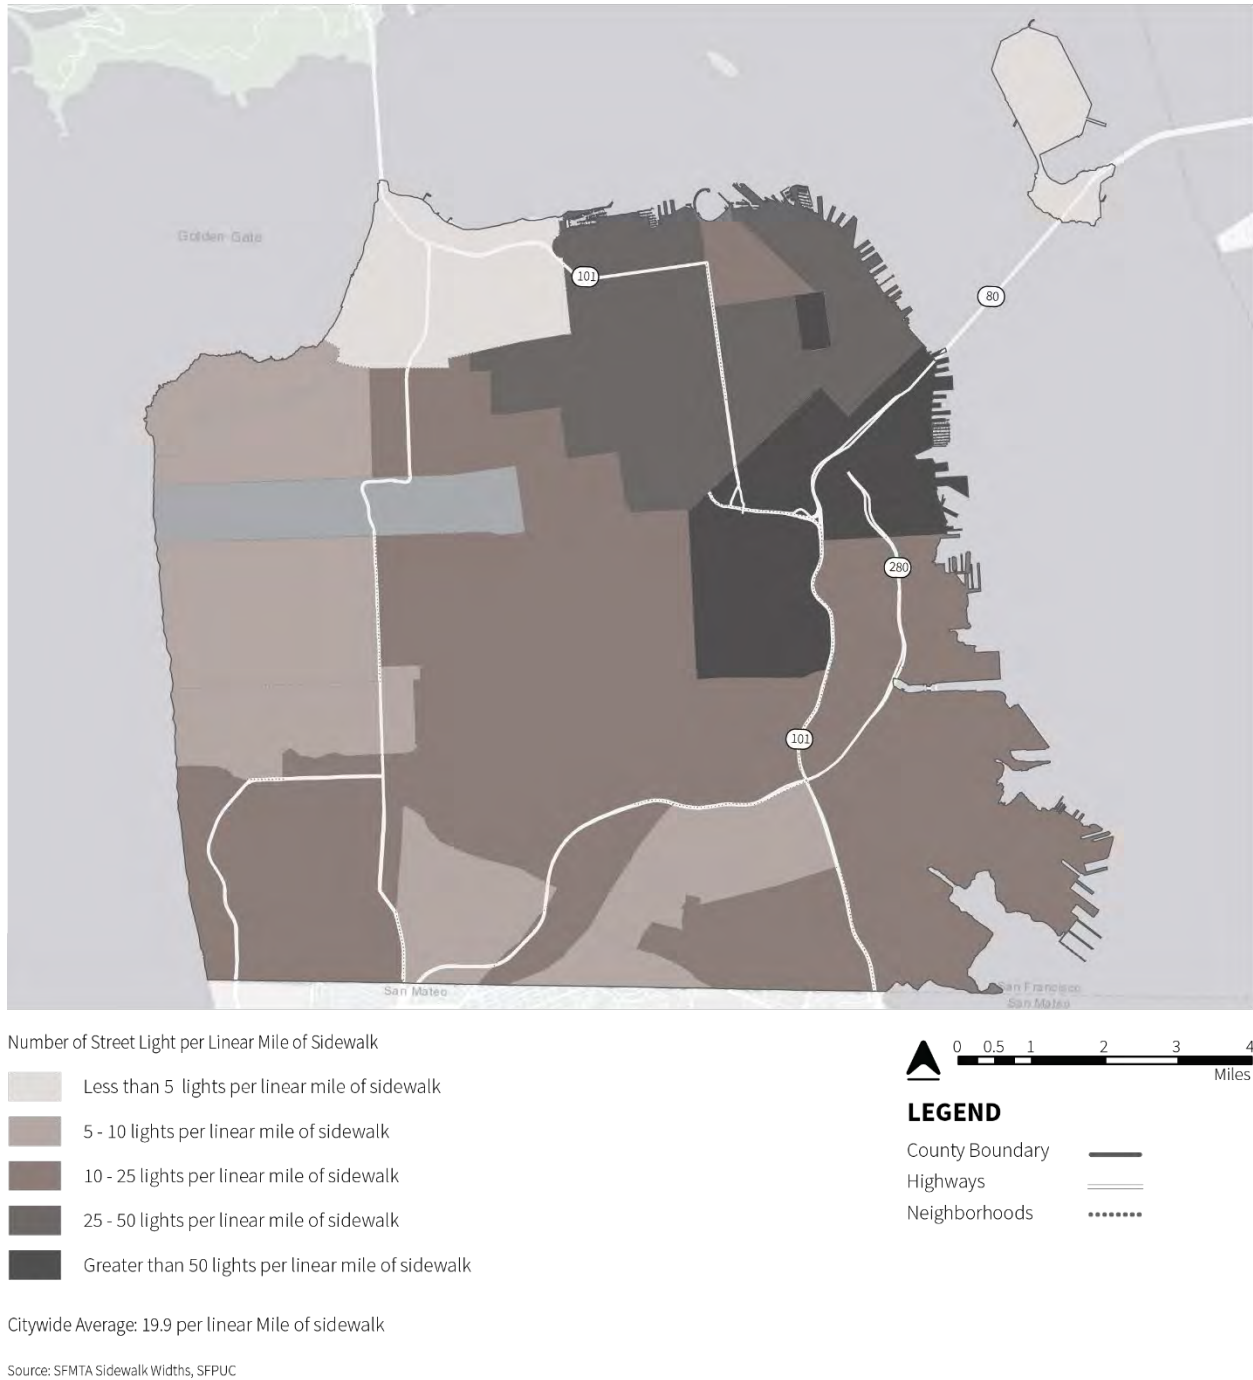 Golden Gate
101
80
280
101
San Mateo
San Francisco
San Mateo
Number of Street Light per Linear Mile of Sidewalk
Less than 5 lights per linear mile of sidewalk
5 - 10 lights per linear mile of sidewalk
10 - 25 lights per linear mile of sidewalk
25 - 50 lights per linear mile of sidewalk
Greater than 50 lights per linear mile of sidewalk
Citywide Average: 19.9 per linear Mile of sidewalk
Source: SFMTA Sidewalk Widths, SFPUC
0 0.5 1 2 3 4
Miles
LEGEND
County Boundary
Highways
Neighborhoods